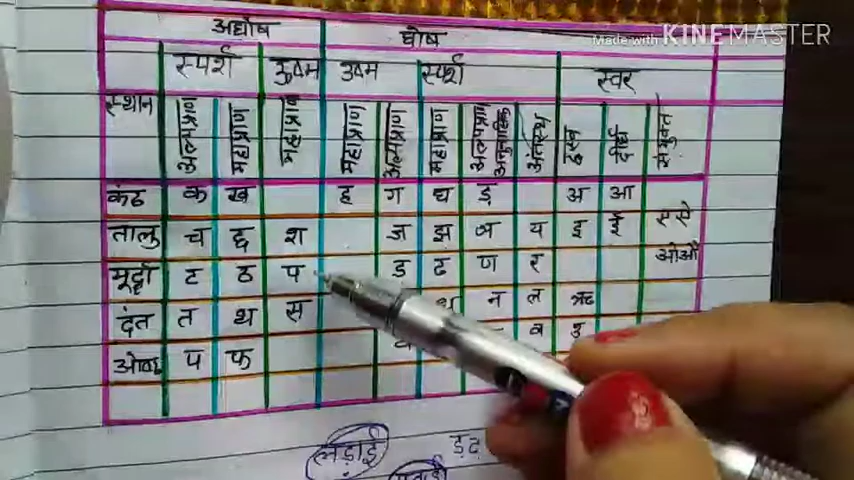 Made with KINEMASTER
अघोष घोष
स्पर्श ऊष्म ऊष्म स्पर्श स्वर
स्थान अल्पप्राण महाप्राण महाप्राण महाप्राण अल्पप्राण महाप्राण अल्पप्राण अनुनासिक अंतस्थ ह्रस्व दीर्घ संयुक्त
कंठ क ख ह ग घ ड़ अ आ
तालु च छ श ज झ ञ य इ ई
मूर्द्धा ट ठ ष ड ढ ण र ओ औ
दंत त थ स न ल ऋ
ओष्ठ प फ व उ
लड़ाई ड़ ढ़